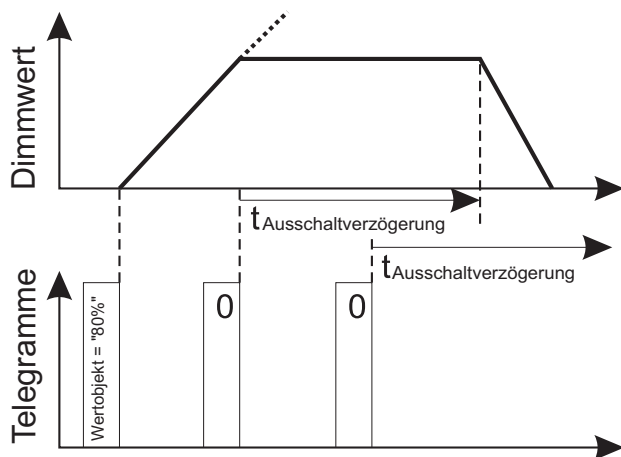 Dimmwert
tAusschaltverzögerung
tAusschaltverzögerung
Telegramme
Wertobjekt = "80%"
0
0